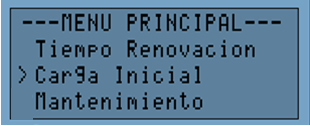 ---MENU PRINCIPAL---
Tiempo Renovacion
>Carga Inicial
Mantenimiento